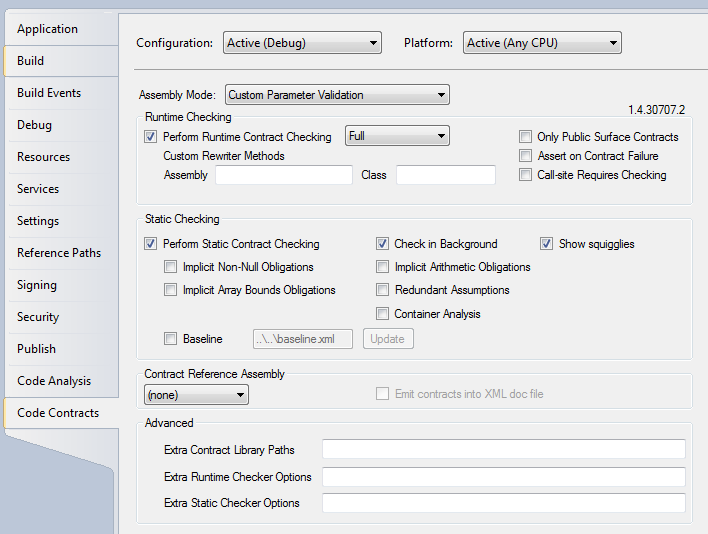 Application
Build
Build Events
Debug
Resources
Services
Settings
Reference Paths
Signing
Security
Publish
Code Analysis
Code Contracts
Configuration: Active (Debug) Platform: Active (Any CPU)
Assembly Mode: Custom Parameter Validation
1.4.30707.2
Runtime Checking
Perform Runtime Contract Checking Full Only Public Surface Contracts
Custom Rewriter Methods Assert on Contract Failure
Assembly Class Call-site Requires Checking
Static Checking
Perform Static Contract Checking Check in Background Show squigglies
Implicit Non-Null Obligations Implicit Arithmetic Obligations
Implicit Array Bounds Obligations Redundant Assumptions
Container Analysis
Baseline ..\..\baseline.xml Update
Contract Reference Assembly
(none) Emit contracts into XML doc file
Advanced
Extra Contract Library Paths
Extra Runtime Checker Options
Extra Static Checker Options